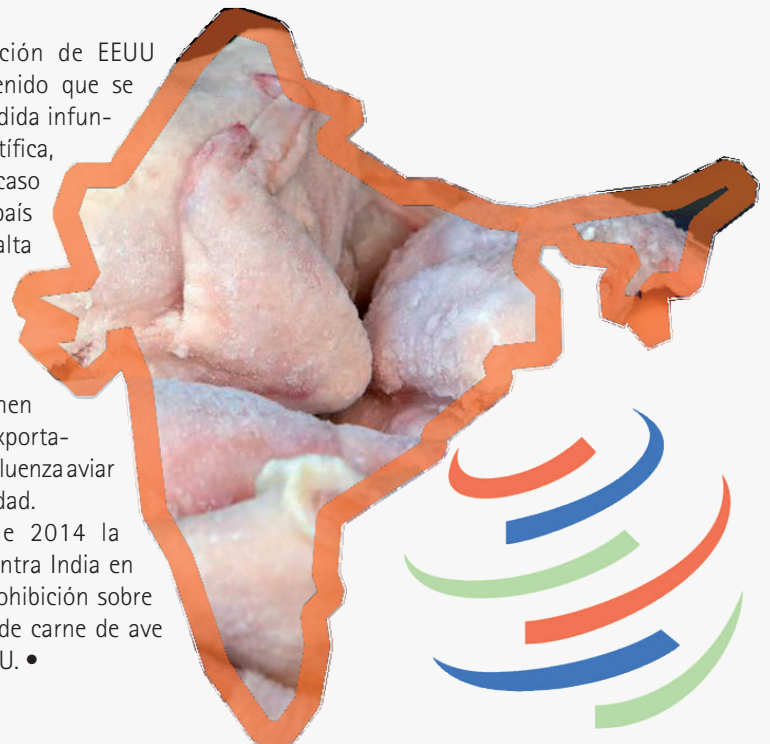 ción de EEUU
enido que se
dida infun-
tífica,
caso
país
alta
nen
xporta-
luenza aviar
dad.
e 2014 la
ntra India en
ohibición sobre
de carne de ave
U. •